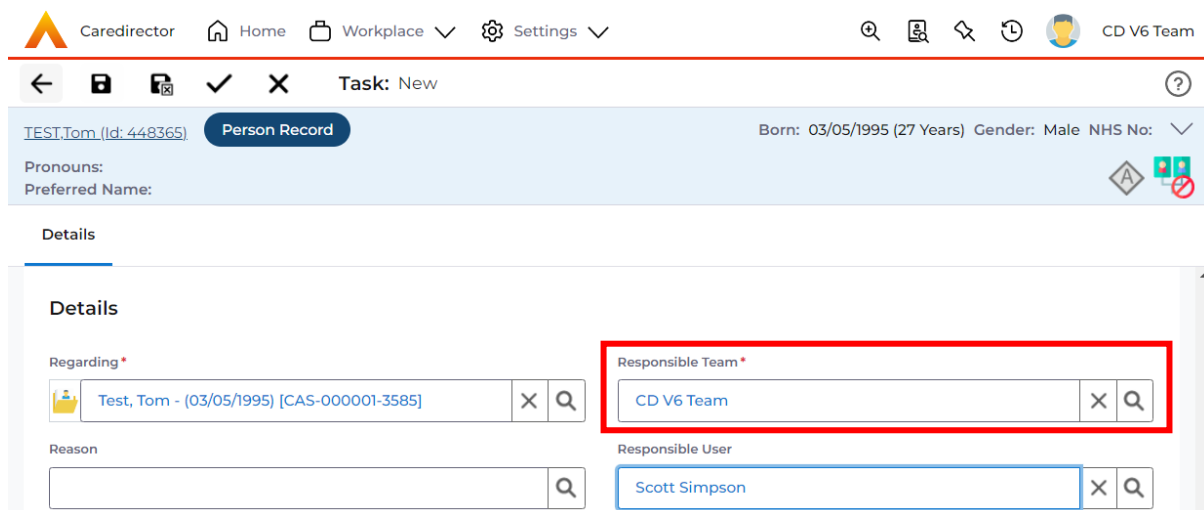 Caredirector Home Workplace Settings CD V6 Team
Task: New
TEST,Tom (Id: 448365) Person Record Born: 03/05/1995 (27 Years) Gender: Male NHS No:
Pronouns:
Preferred Name:
A
Details
Details
Regarding * Responsible Team *
Test, Tom - (03/05/1995) [CAS-000001-3585] CD V6 Team
Reason Responsible User
Scott Simpson